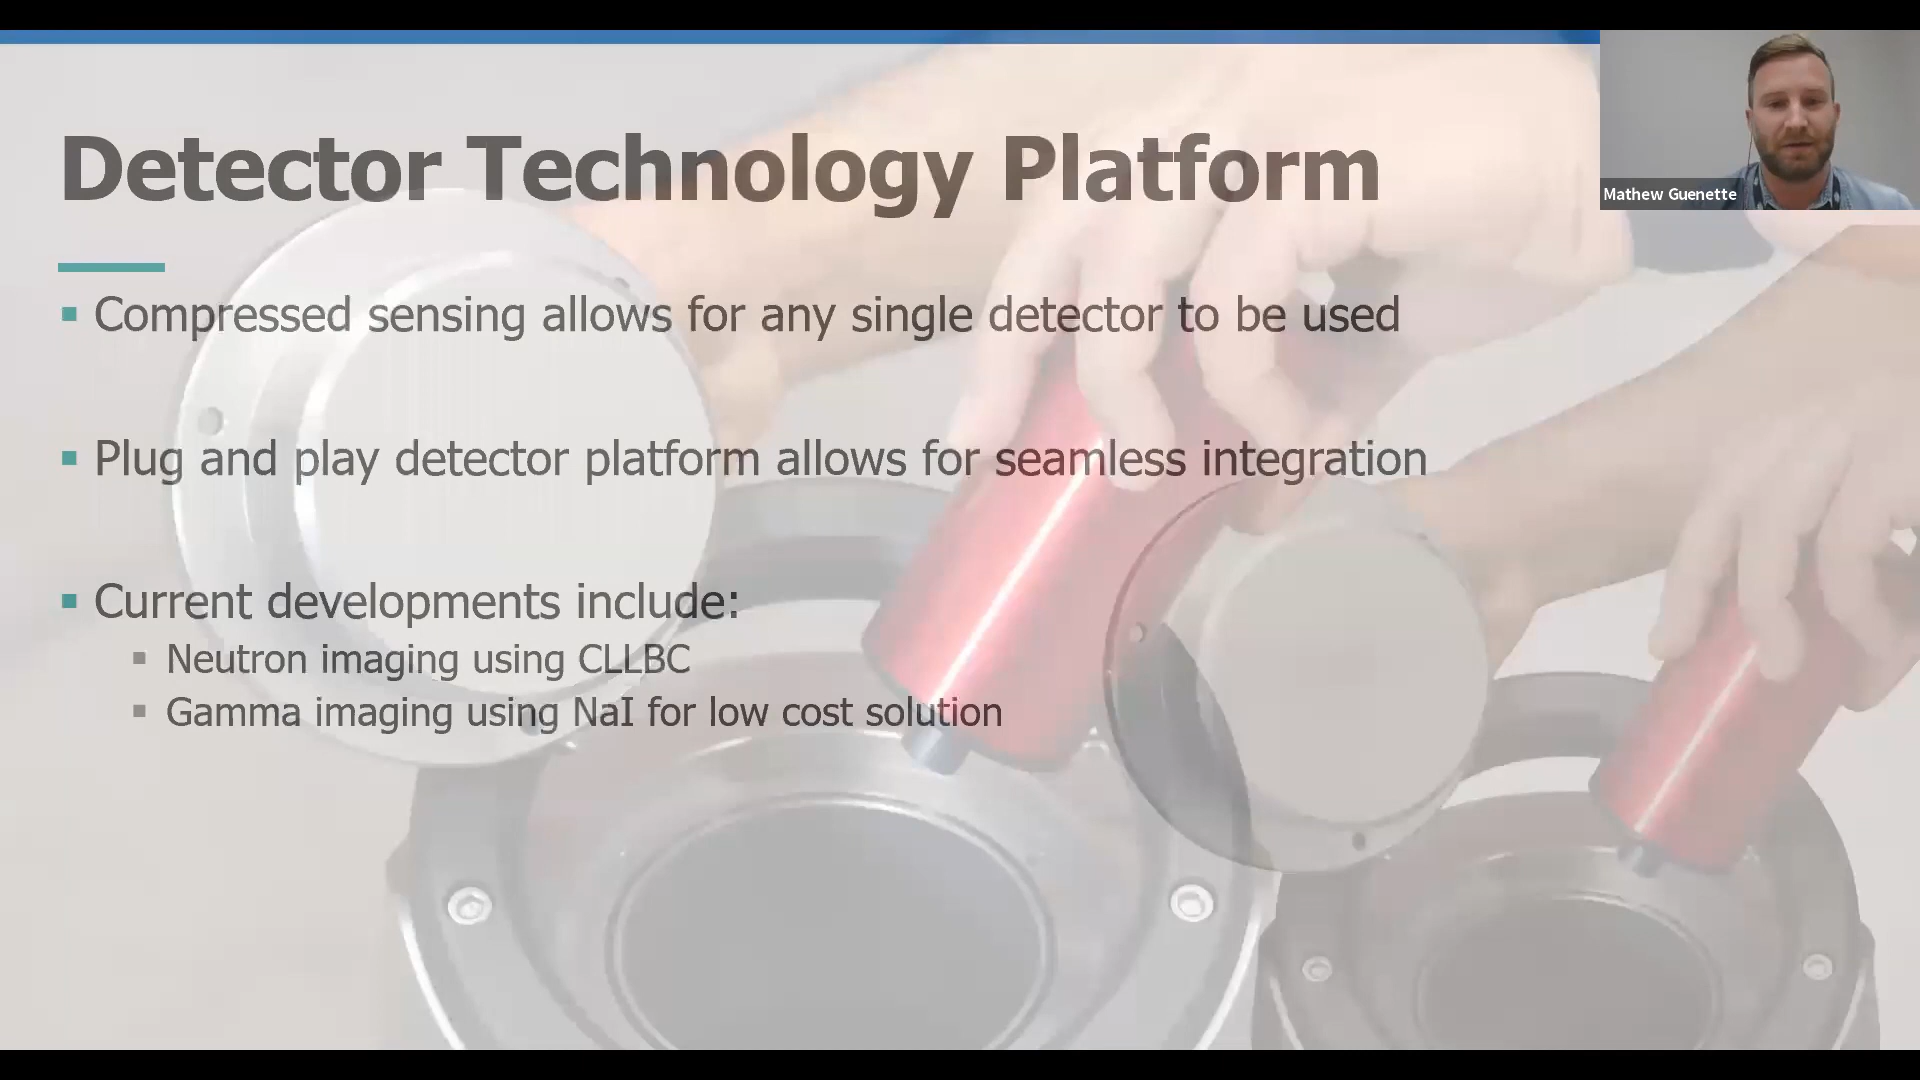 Detector Technology Platform
Mathew Guenette
▪ Compressed sensing allows for any single detector to be used
▪ Plug and play detector platform allows for seamless integration
▪ Current developments include:
▪ Neutron imaging using CLLBC
▪ Gamma imaging using NaI for low cost solution